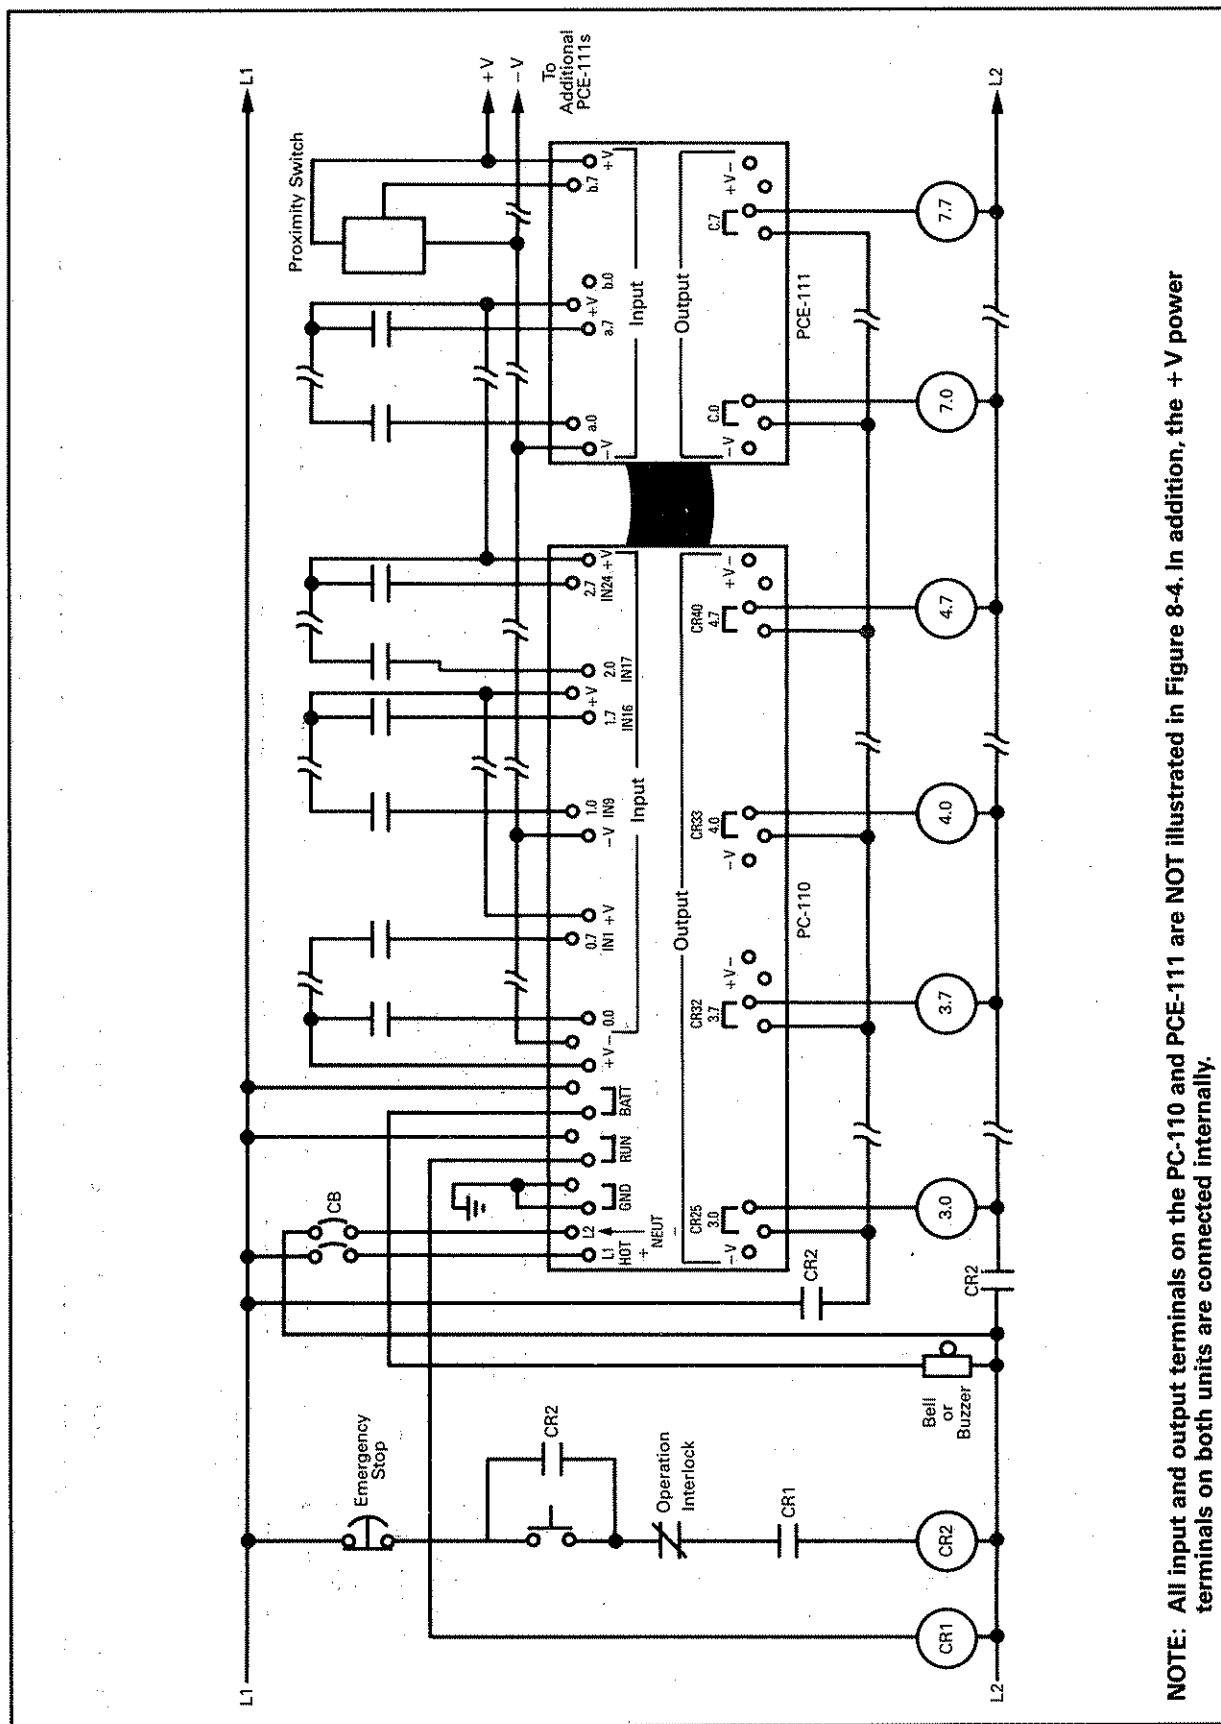 L1
L1
Emergency
Stop
CR2
Operation
Interlock
CR1
CR2
CR1
L2
Bell
or
Buzzer
CB
CR2
CR2
L1
HOT
+
L2
NEUT
-
GND
RUN
BATT
+V-
0.0
0.7
IN1
+V
-V
1.0
IN9
1.7
IN16
+V
2.0
IN17
2.7
IN24
+V
Input
Output
-V
CR25
3.0
CR32
3.7
+V-
-V
CR33
4.0
CR40
4.7
+V-
PC-110
-V
a.0
a.7
+V
b.0
b.7
+V
Input
Output
-V
C.0
C.7
+V-
PCE-111
Proximity Switch
+V
-V
To
Additional
PCE-111s
3.0
3.7
4.0
4.7
7.0
7.7
L2
NOTE: All input and output terminals on the PC-110 and PCE-111 are NOT illustrated in Figure 8-4. In addition, the +V power
terminals on both units are connected internally.